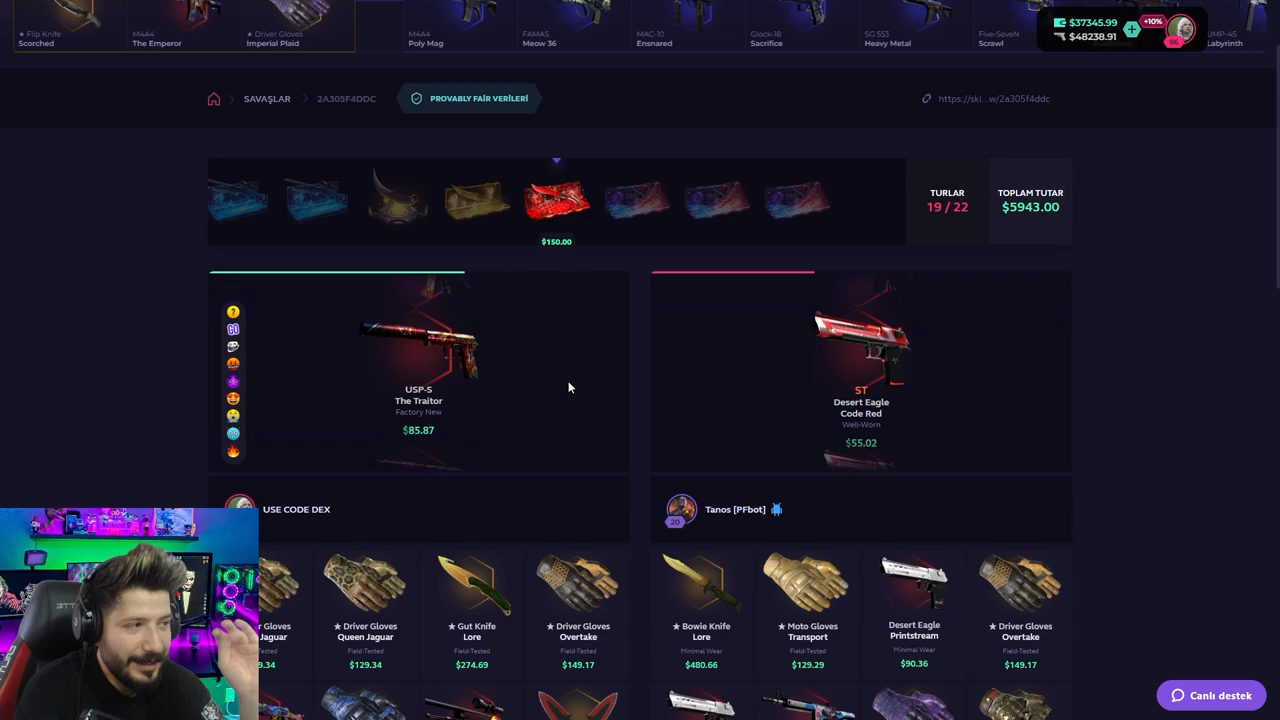 ★ Flip Knife
Scorched
M4A4
The Emperor
★ Driver Gloves
Imperial Plaid
MAC-10
Ensnared
FAMAS
Meow 36
Poly Mag
Glock-18
Sacrifice
SG 553
Heavy Metal
Five-SeveN
Scrawl
UMP-45
Labyrinth
$37345.99
$48238.91
+10%
86
SAVAŞLAR
2A305F4DDC
PROVABLY FAİR VERİLERİ
https://ski...w/2a305f4ddc
$150.00
TURLAR
19 / 22
TOPLAM TUTAR
$5943.00
GO
USP-S
The Traitor
Factory New
$85.87
ST
Desert Eagle
Code Red
Well-Worn
$55.02
USE CODE DEX
20
Tanos [PFbot]
r Gloves
Jaguar
Tested
9.34
★ Driver Gloves
Queen Jaguar
Field-Tested
$129.34
★ Gut Knife
Lore
Field-Tested
$274.69
★ Driver Gloves
Overtake
Field-Tested
$149.17
★ Bowie Knife
Lore
Minimal Wear
$480.66
★ Moto Gloves
Transport
Field-Tested
$129.29
Desert Eagle
Printstream
Minimal Wear
$90.36
★ Driver Gloves
Overtake
Field-Tested
$149.17
Canlı destek